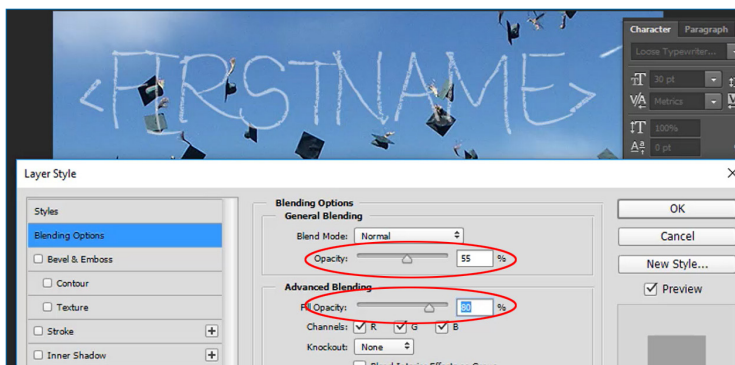 <FIRSTNAME>
Character Paragraph
Loose Typewriter...
30 pt
Metrics
100%
0 pt
Layer Style
Styles
Blending Options
Bevel & Emboss
Contour
Texture
Stroke
Inner Shadow
Blending Options
General Blending
Blend Mode: Normal
Opacity: 55 %
Advanced Blending
Fill Opacity: 80 %
Channels: R G B
Knockout: None
OK
Cancel
New Style...
Preview